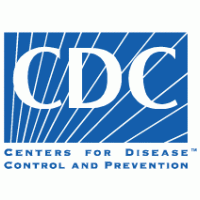 CDC
CENTERS FOR DISEASE™
CONTROL AND PREVENTION